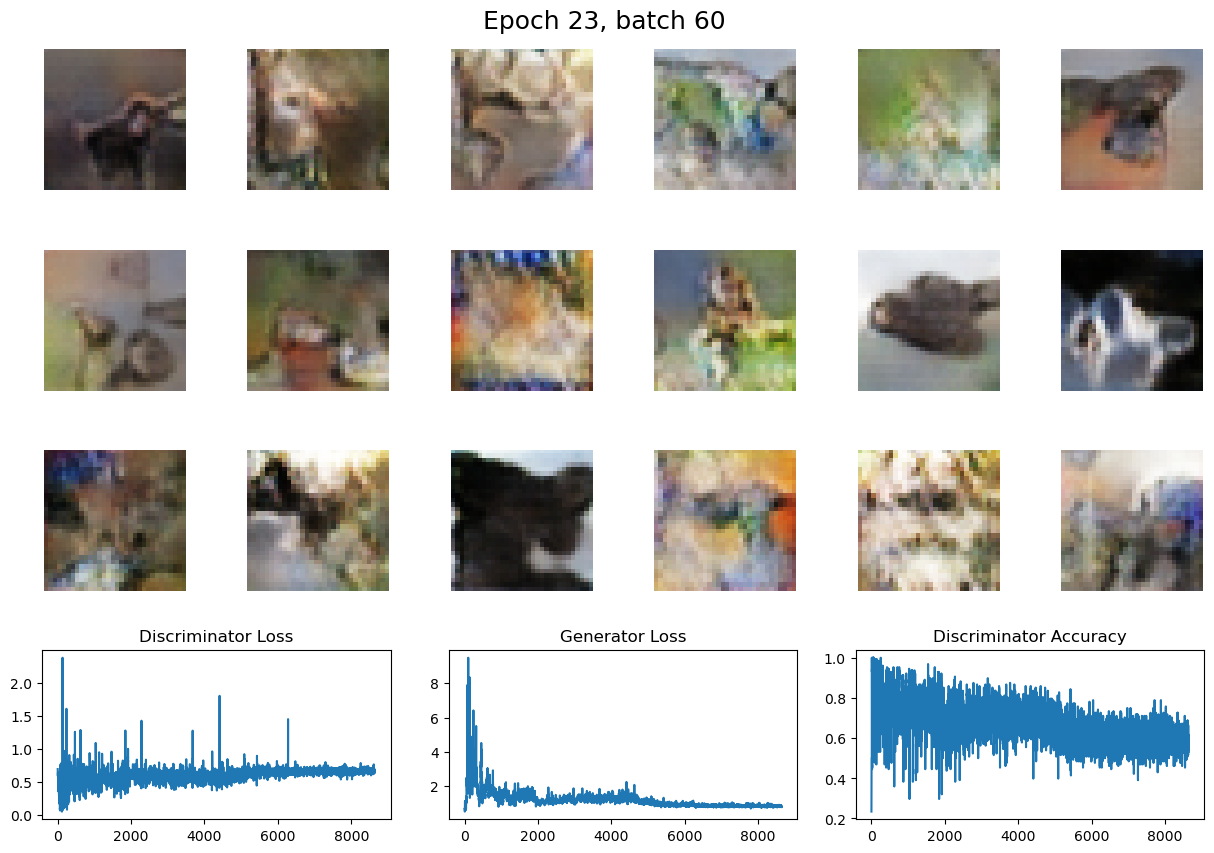 Epoch 23, batch 60
Discriminator Loss
Generator Loss
Discriminator Accuracy
2.0
1.5
1.0
0.5
0.0
0 2000 4000 6000 8000
8
6
4
2
0 2000 4000 6000 8000
1.0
0.8
0.6
0.4
0.2
0 2000 4000 6000 8000